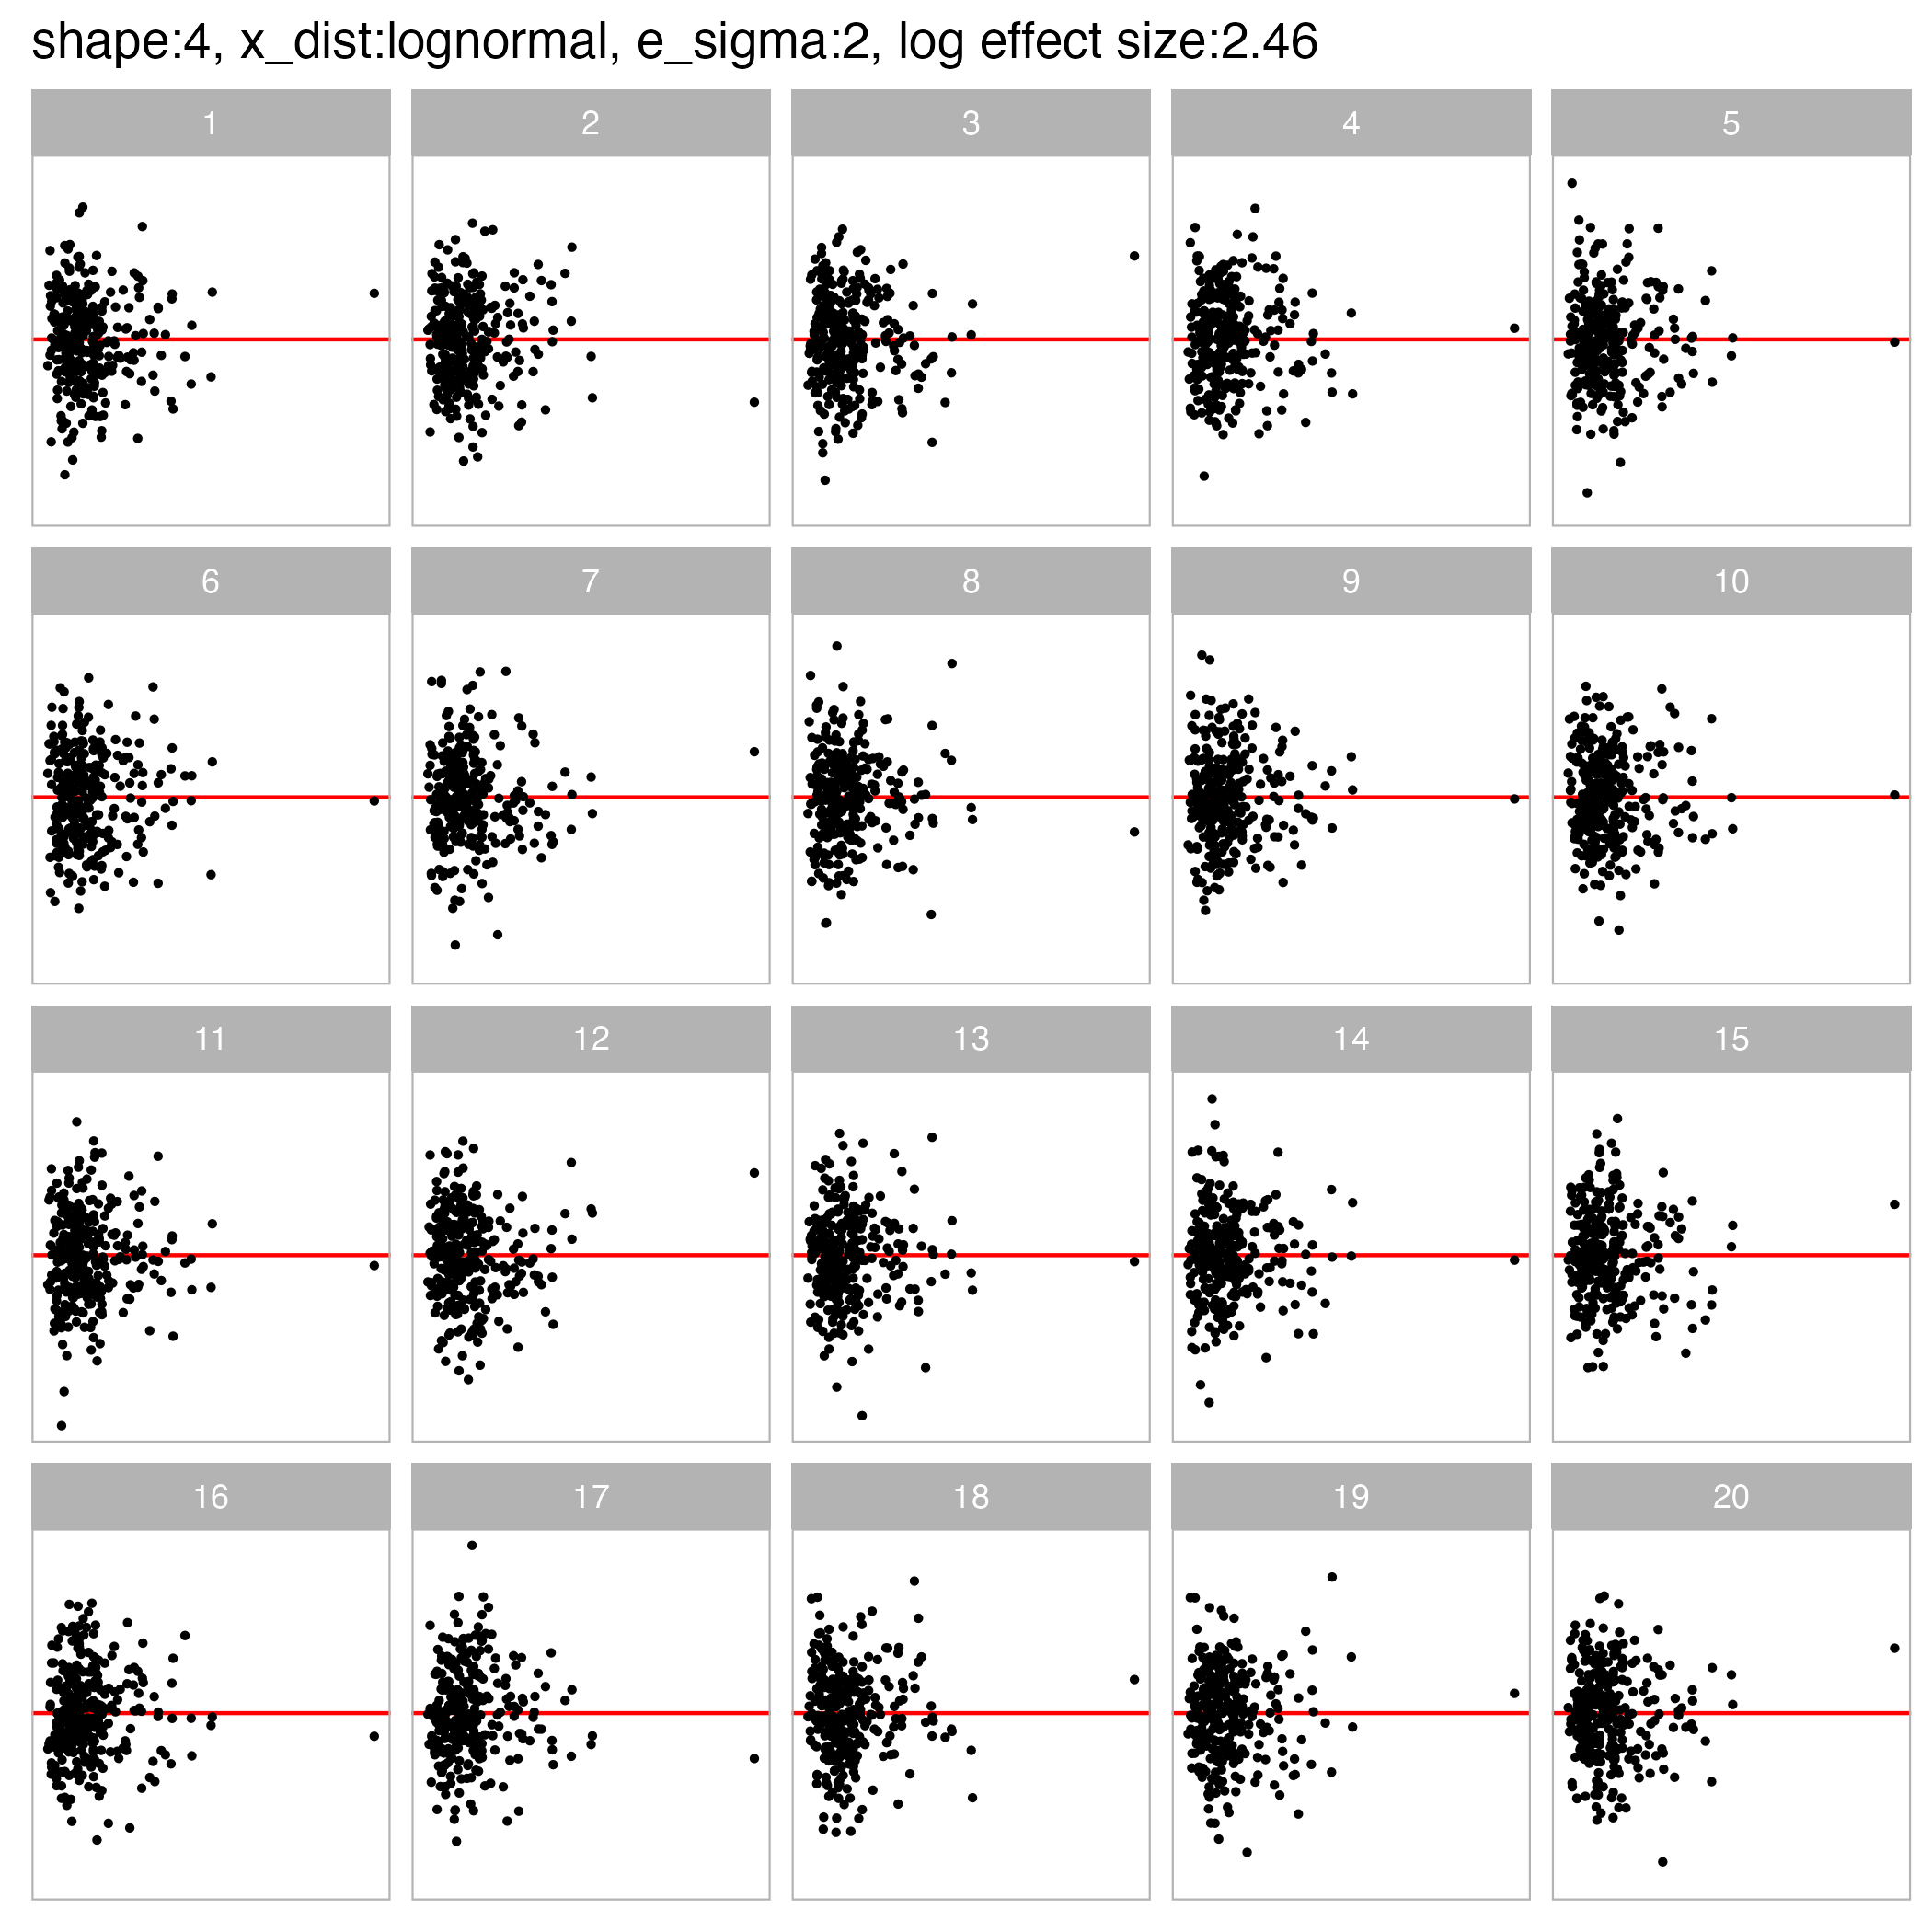 shape:4, x_dist:lognormal, e_sigma:2, log effect size:2.46
1 2 3 4 5
6 7 8 9 10
11 12 13 14 15
16 17 18 19 20